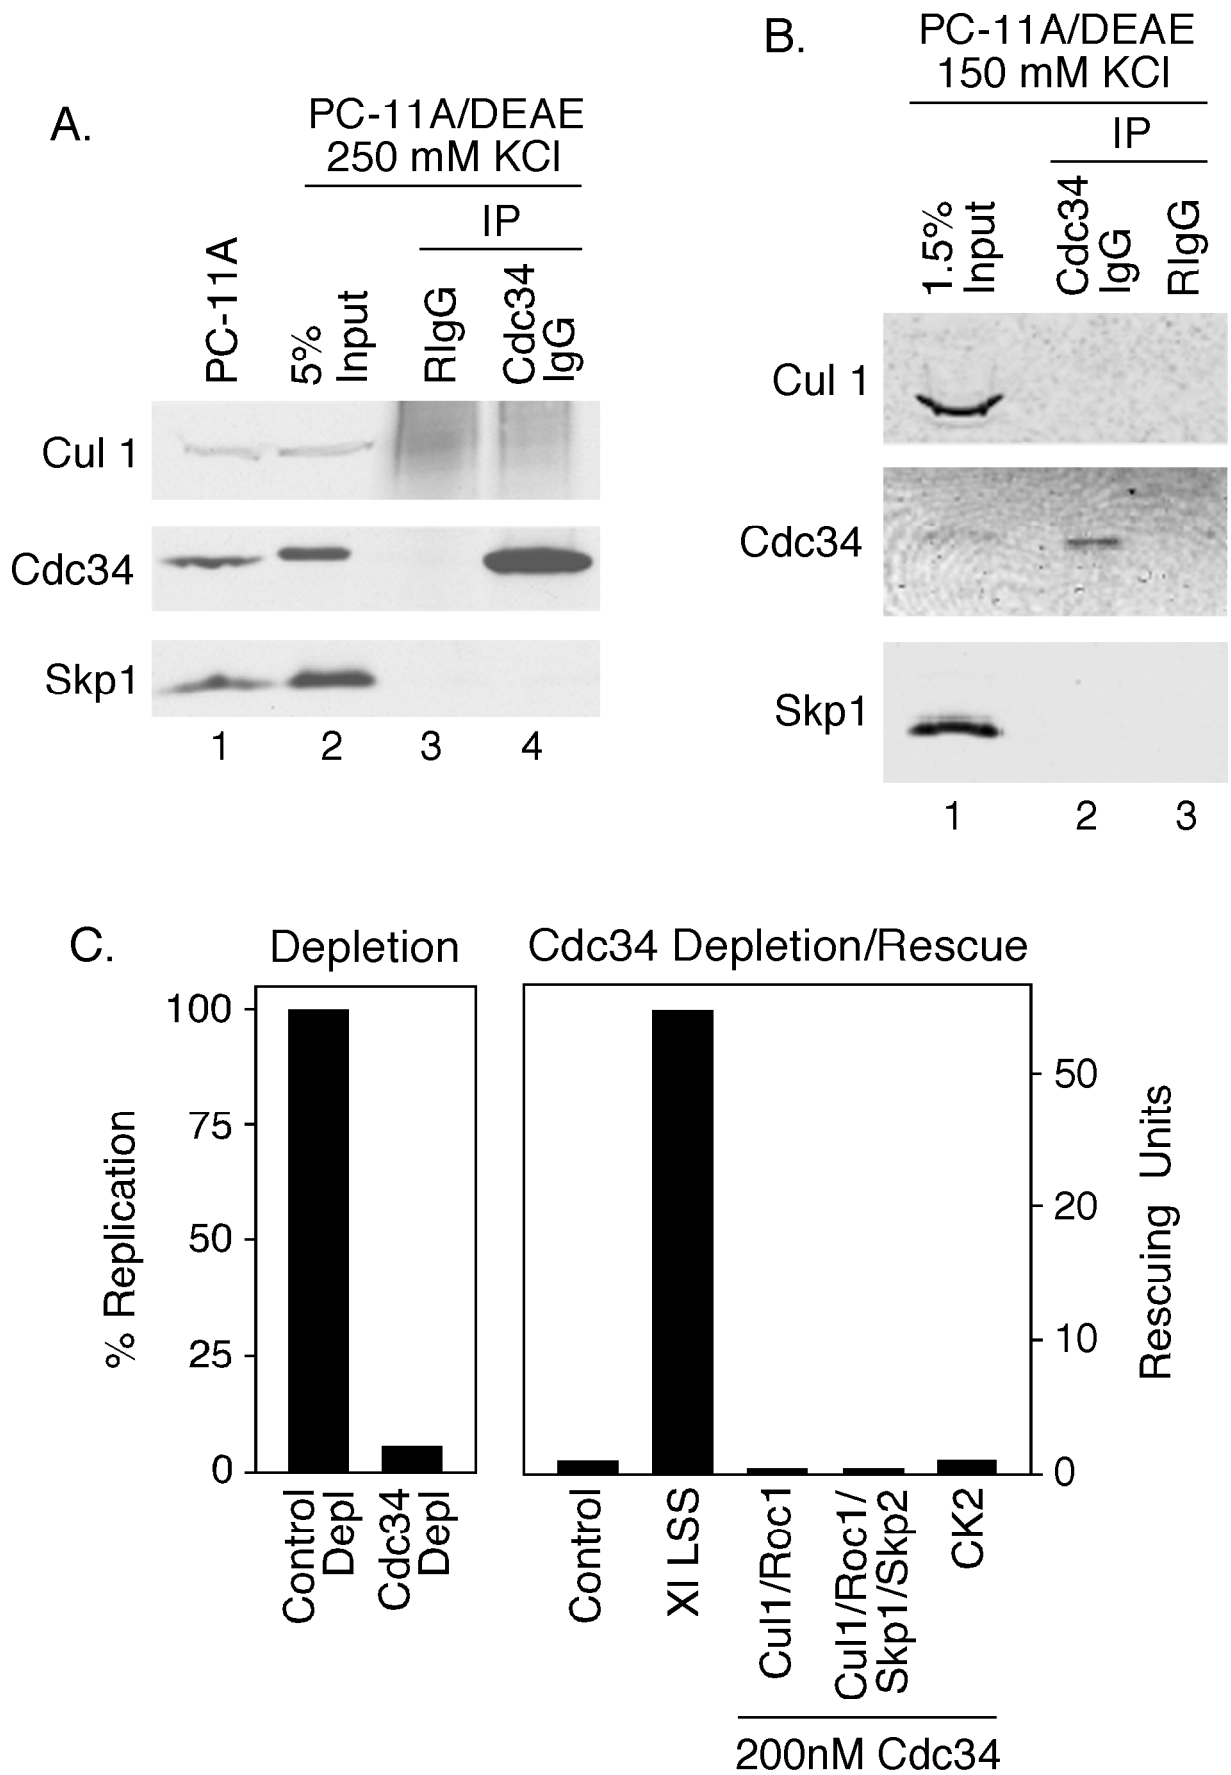 A.
PC-11A/DEAE
250 mM KCl
IP
PC-11A
5%
Input
RIgG
Cdc34
IgG
Cul 1
Cdc34
Skp1
1 2 3 4
B.
PC-11A/DEAE
150 mM KCl
IP
1.5%
Input
Cdc34
IgG
RIgG
Cul 1
Cdc34
Skp1
1 2 3
C.
Depletion
% Replication
100
75
50
25
0
Control
Depl
Cdc34
Depl
Cdc34 Depletion/Rescue
50
20
10
0
Rescuing Units
Control
XI LSS
Cul1/Roc1
Cul1/Roc1/
Skp1/Skp2
CK2
200nM Cdc34